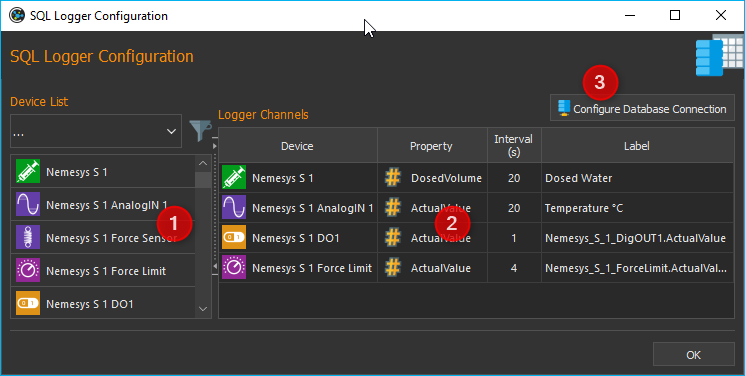 SQL Logger Configuration
SQL Logger Configuration
3
Configure Database Connection
Device List
Logger Channels
...
Device Property Interval (s) Label
Nemesys S 1
Nemesys S 1 AnalogIN 1
Nemesys S 1 Force Sensor
Nemesys S 1 Force Limit
Nemesys S 1 DO1
1
Nemesys S 1 DosedVolume 20 Dosed Water
Nemesys S 1 AnalogIN 1 ActualValue 20 Temperature °C
Nemesys S 1 DO1 ActualValue 1 Nemesys_S_1_DigOUT1.ActualValue
Nemesys S 1 Force Limit ActualValue 4 Nemesys_S_1_ForceLimit.ActualVal...
2
OK